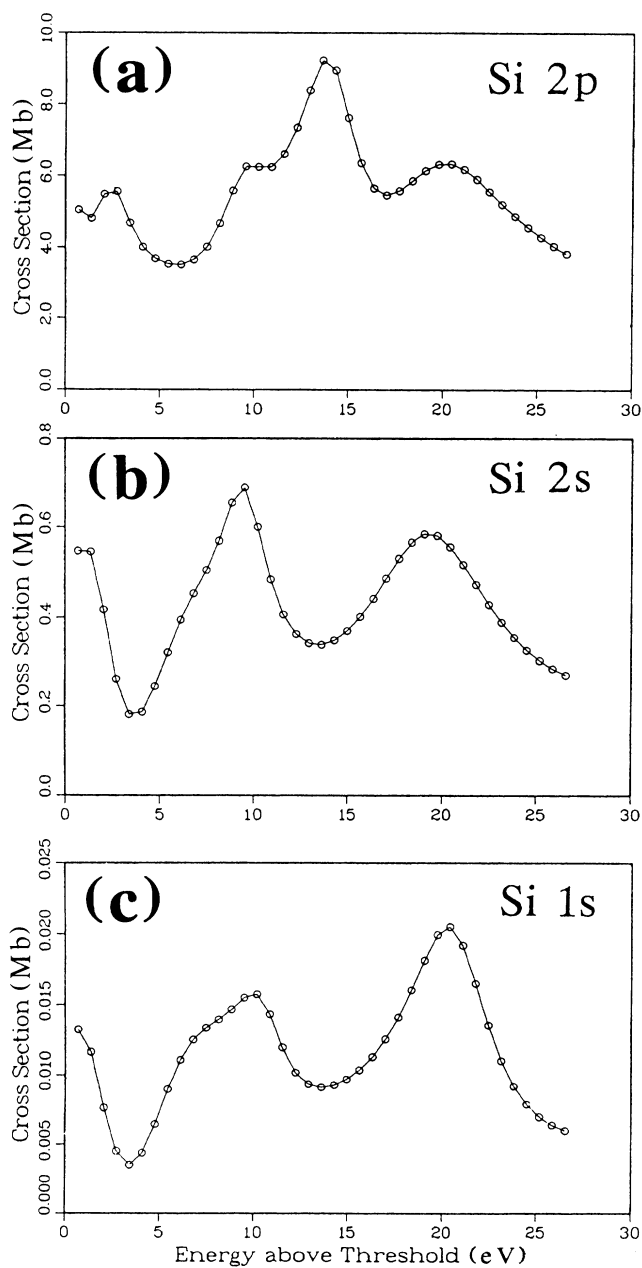 (a)
Si 2p
Cross Section (Mb)
10.0
8.0
6.0
4.0
2.0
0.0
0 5 10 15 20 25 30
(b)
Si 2s
Cross Section (Mb)
0.8
0.6
0.4
0.2
0.0
0 5 10 15 20 25 30
(c)
Si 1s
Cross Section (Mb)
0.025
0.020
0.015
0.010
0.005
0.000
0 5 10 15 20 25 30
Energy above Threshold (eV)